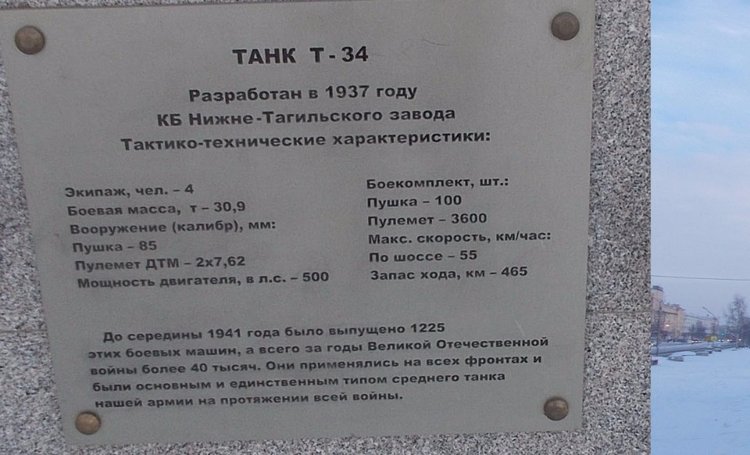 ТАНК Т-34
Разработан в 1937 году
КБ Нижне-Тагильского завода
Тактико-технические характеристики:
Экипаж, чел. – 4
Боевая масса, т – 30,9
Вооружение (калибр), мм:
Пушка – 85
Пулемет ДТМ – 2х7,62
Мощность двигателя, в л.с. – 500
Боекомплект, шт.:
Пушка – 100
Пулемет – 3600
Макс. скорость, км/час:
По шоссе – 55
Запас хода, км – 465
До середины 1941 года было выпущено 1225
этих боевых машин, а всего за годы Великой Отечественной
войны более 40 тысяч. Они применялись на всех фронтах и
были основным и единственным типом среднего танка
нашей армии на протяжении всей войны.